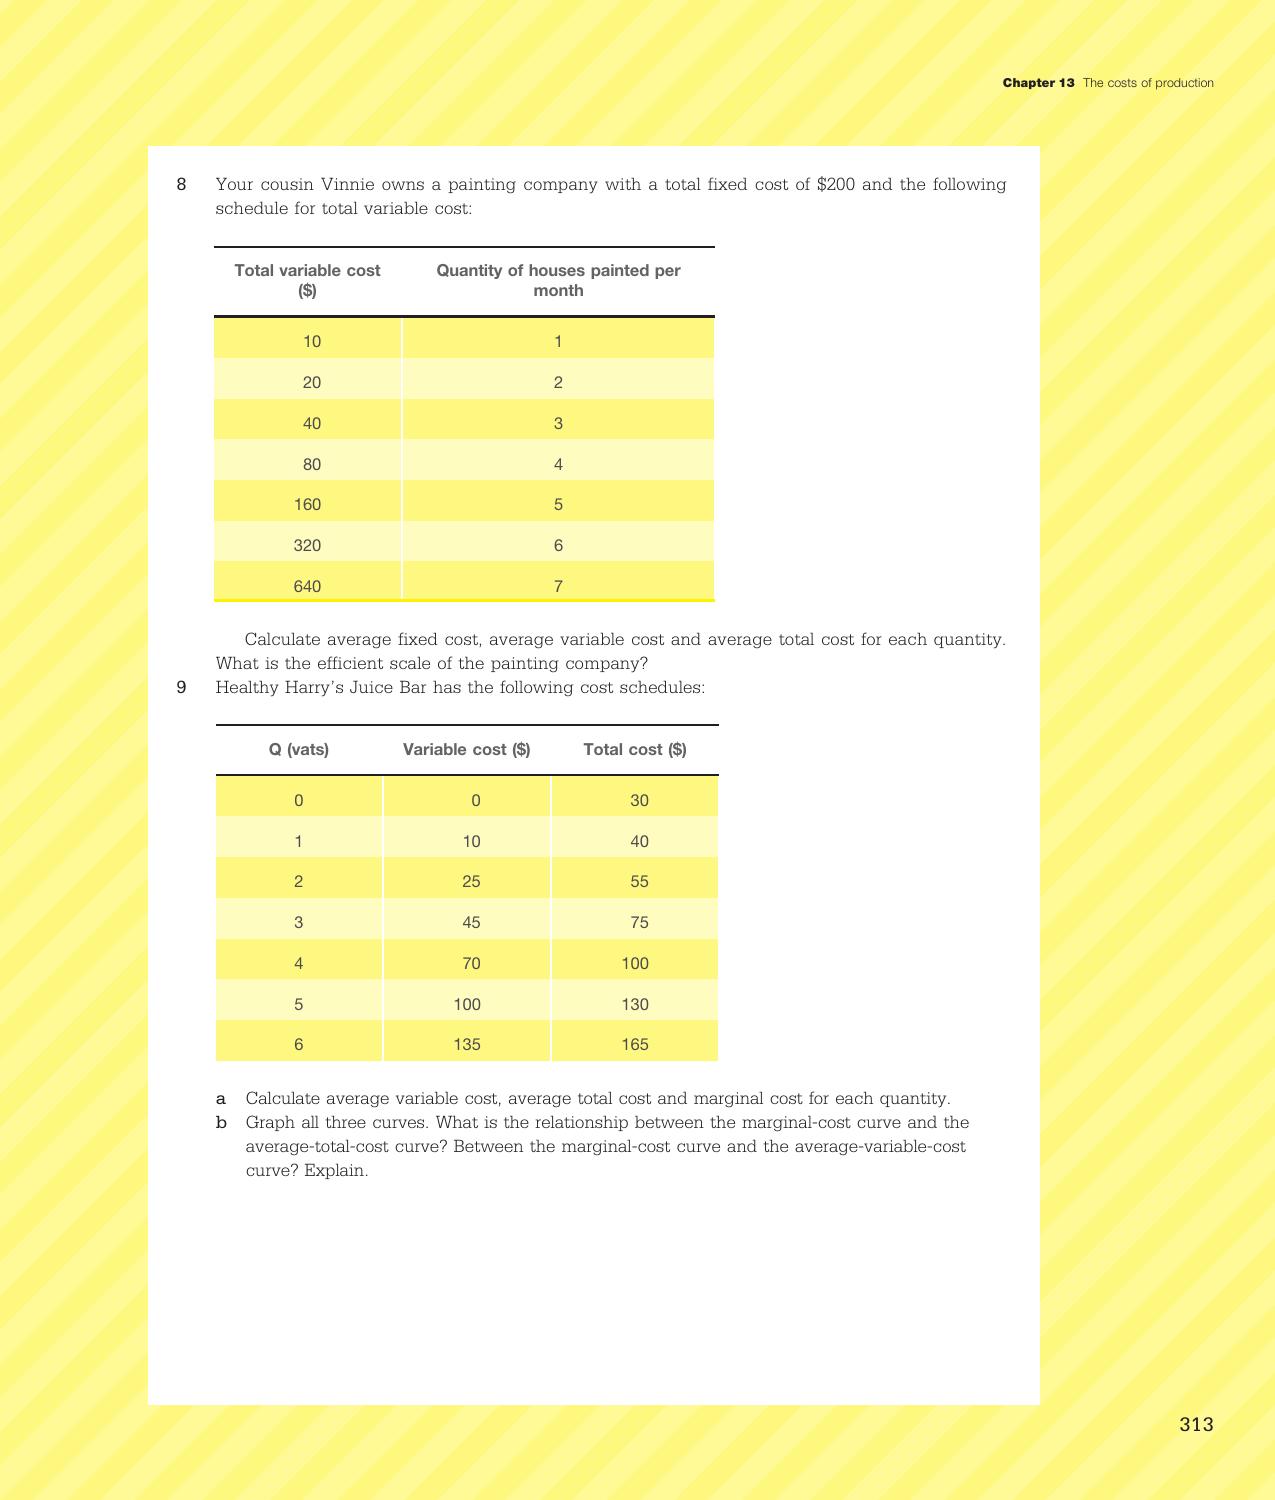 Chapter 13 The costs of production
8 Your cousin Vinnie owns a painting company with a total fixed cost of $200 and the following
schedule for total variable cost:
Total variable cost Quantity of houses painted per
($) month
10 1
20 2
40 3
80 4
160 5
320 6
640 7
Calculate average fixed cost, average variable cost and average total cost for each quantity.
What is the efficient scale of the painting company?
9 Healthy Harry’s Juice Bar has the following cost schedules:
Q (vats) Variable cost ($) Total cost ($)
0 0 30
1 10 40
2 25 55
3 45 75
4 70 100
5 100 130
6 135 165
a Calculate average variable cost, average total cost and marginal cost for each quantity.
b Graph all three curves. What is the relationship between the marginal-cost curve and the
average-total-cost curve? Between the marginal-cost curve and the average-variable-cost
curve? Explain.
313